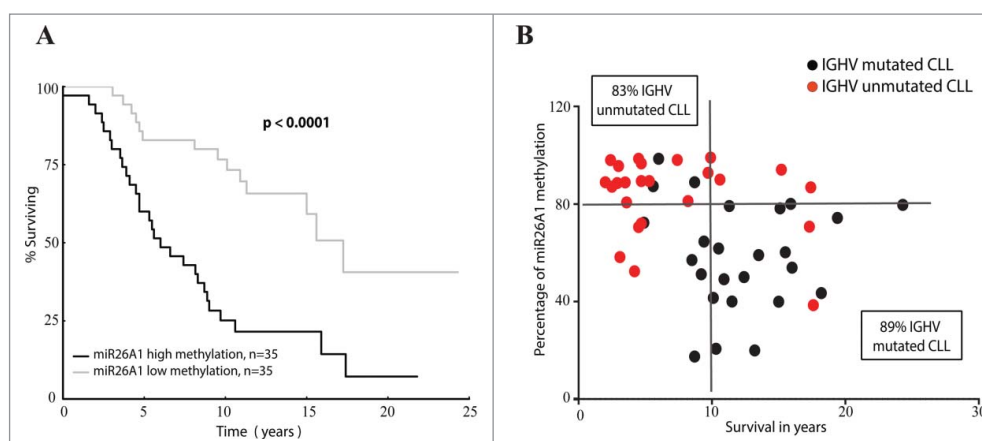 A
% Surviving
100
75
50
25
0
p < 0.0001
miR26A1 high methylation, n=35
miR26A1 low methylation, n=35
0
5
10
15
20
25
Time ( years )
B
IGHV mutated CLL
IGHV unmutated CLL
83% IGHV
unmutated CLL
Percentage of miR26A1 methylation
120
80
40
0
89% IGHV
mutated CLL
0
10
20
30
Survival in years